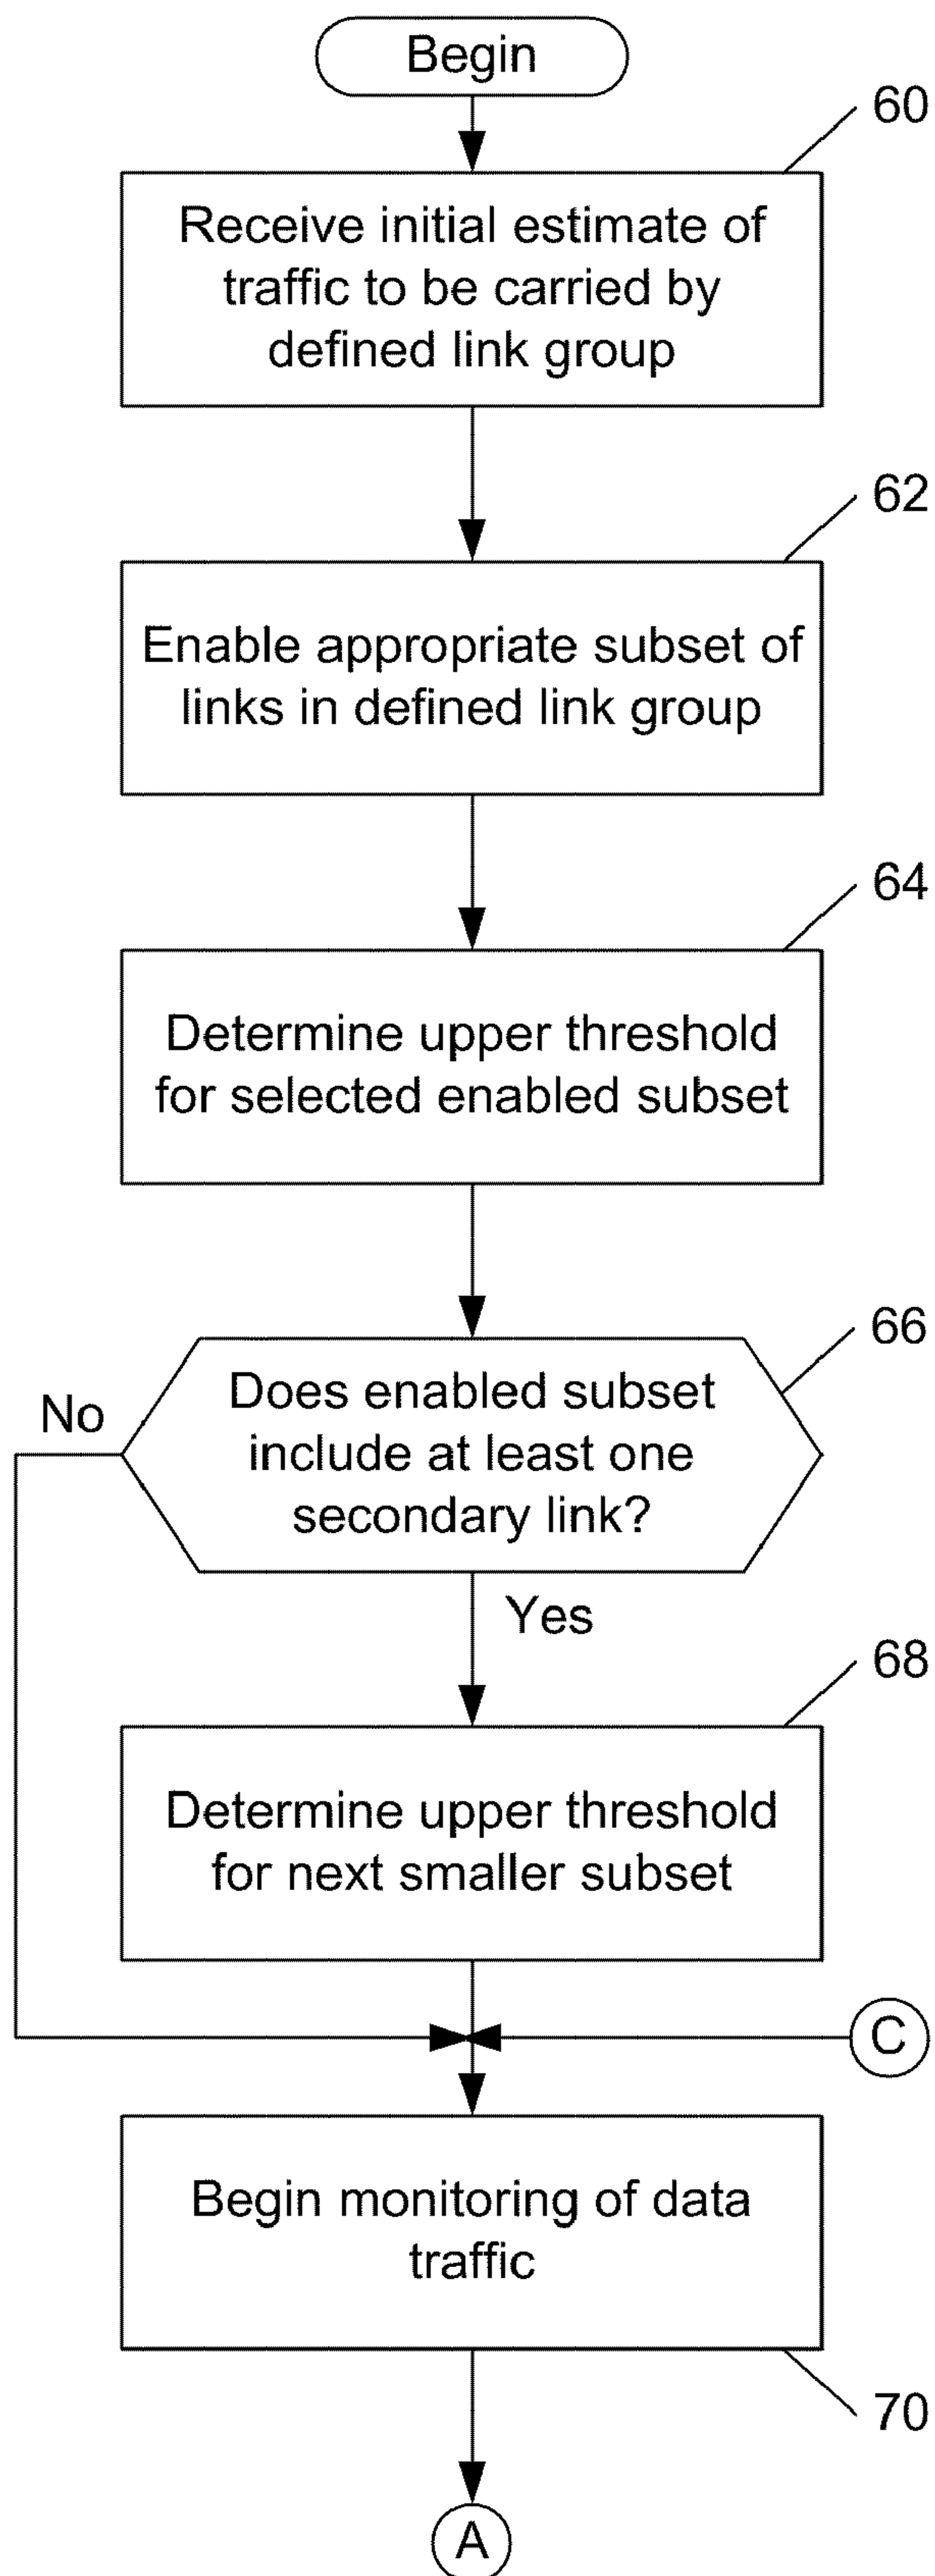 Begin
60
Receive initial estimate of
traffic to be carried by
defined link group
62
Enable appropriate subset of
links in defined link group
64
Determine upper threshold
for selected enabled subset
66
Does enabled subset
include at least one
secondary link?
No
Yes
68
Determine upper threshold
for next smaller subset
C
Begin monitoring of data
traffic
70
A